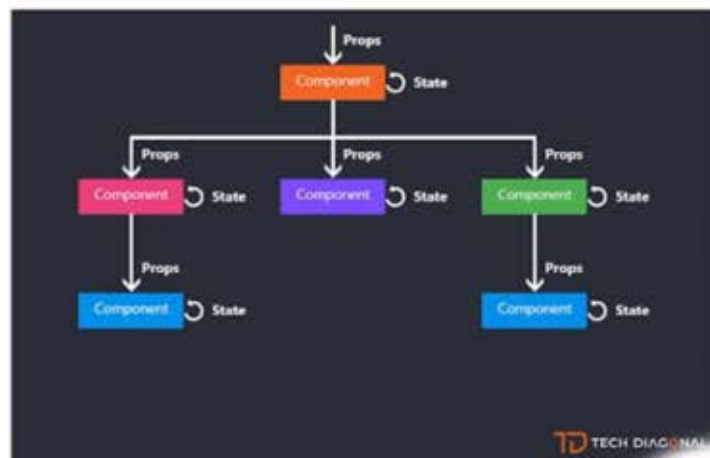 Props
Component State
Props Props Props
Component State Component State Component State
Props Props
Component State Component State
TECH DIAGONAL